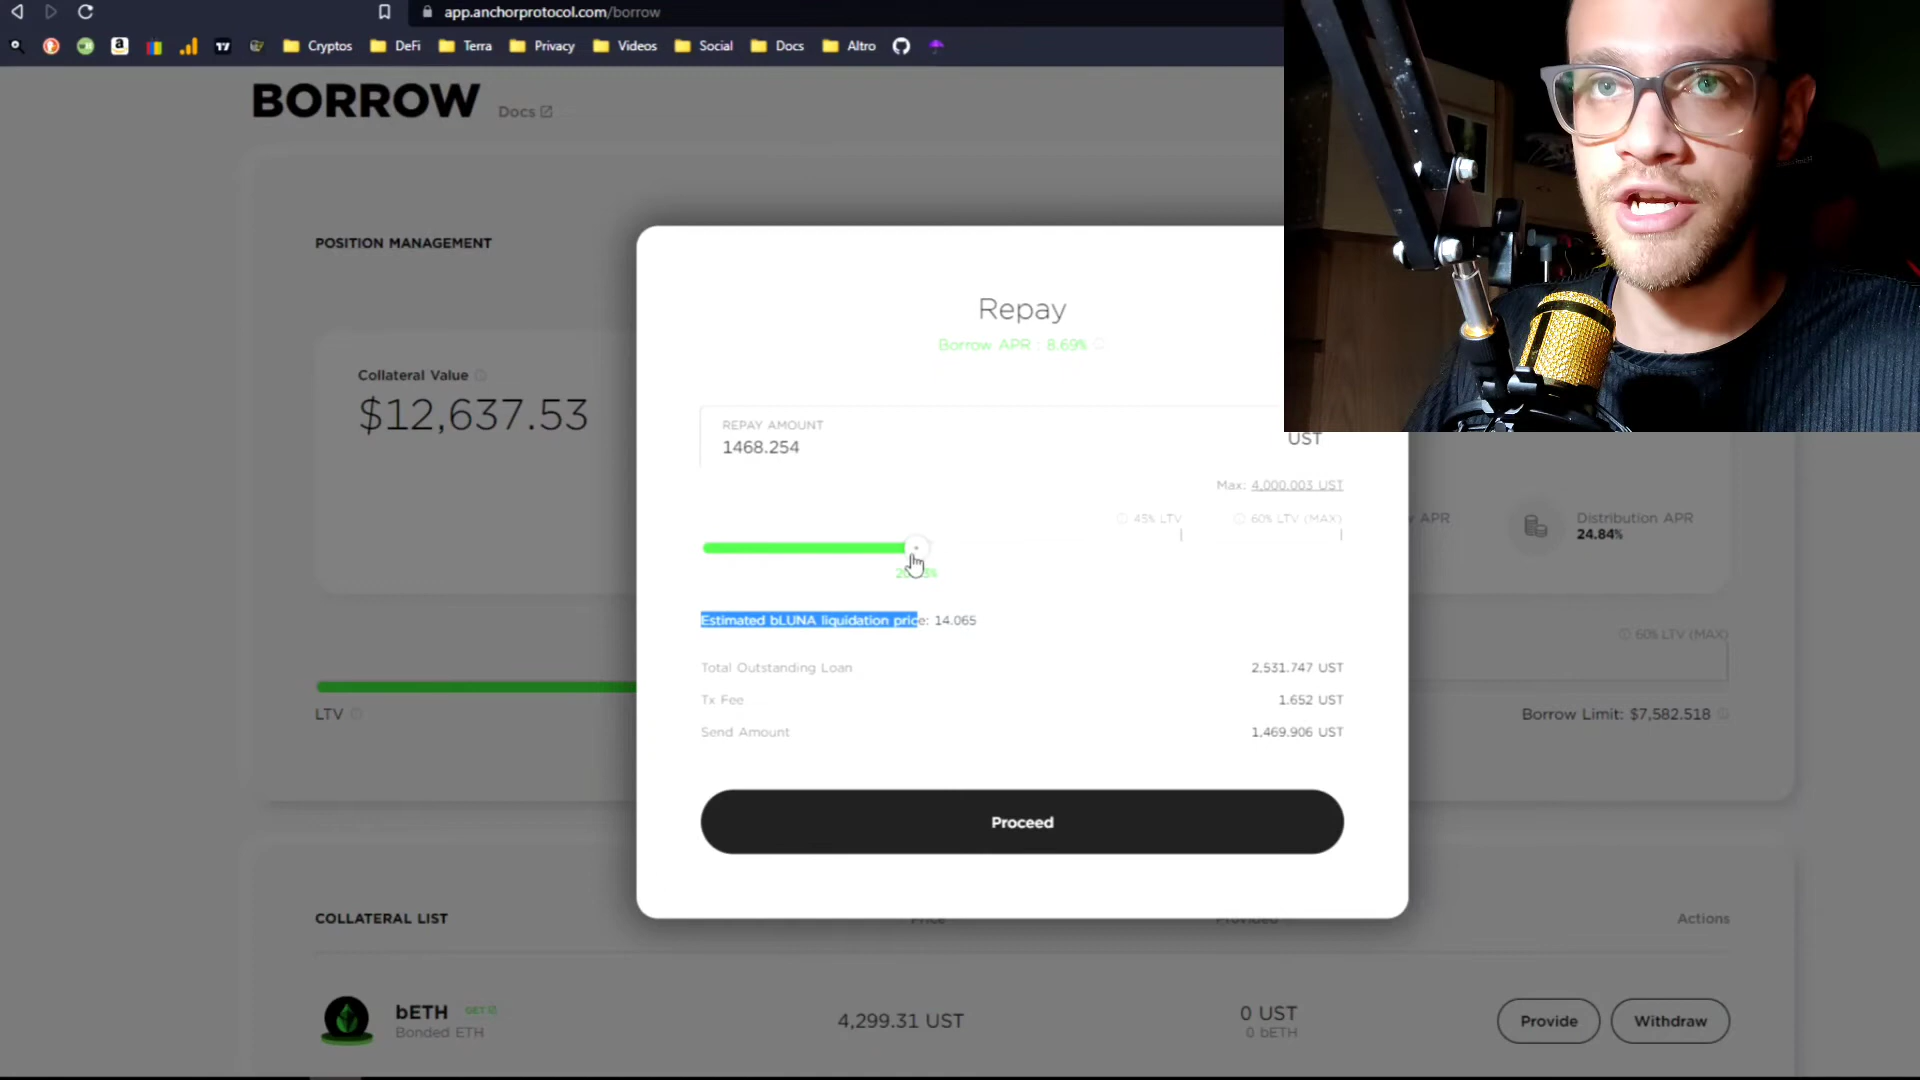 app.anchorprotocol.com/borrow
Cryptos DeFi Terra Privacy Videos Social Docs Altro
BORROW Docs
POSITION MANAGEMENT
Collateral Value
$12,637.53
Repay
Borrow APR : 8.69%
REPAY AMOUNT
1468.254
UST
Max: 4,000.003 UST
45% LTV 60% LTV (MAX)
APR
Distribution APR
24.84%
Estimated bLUNA liquidation price: 14.065
60% LTV (MAX)
Total Outstanding Loan 2,531.747 UST
Tx Fee 1.652 UST
Send Amount 1,469.906 UST
LTV
Borrow Limit: $7,582.518
Proceed
COLLATERAL LIST Price Provided Actions
bETH GET
Bonded ETH
4,299.31 UST
0 UST
0 bETH
Provide Withdraw